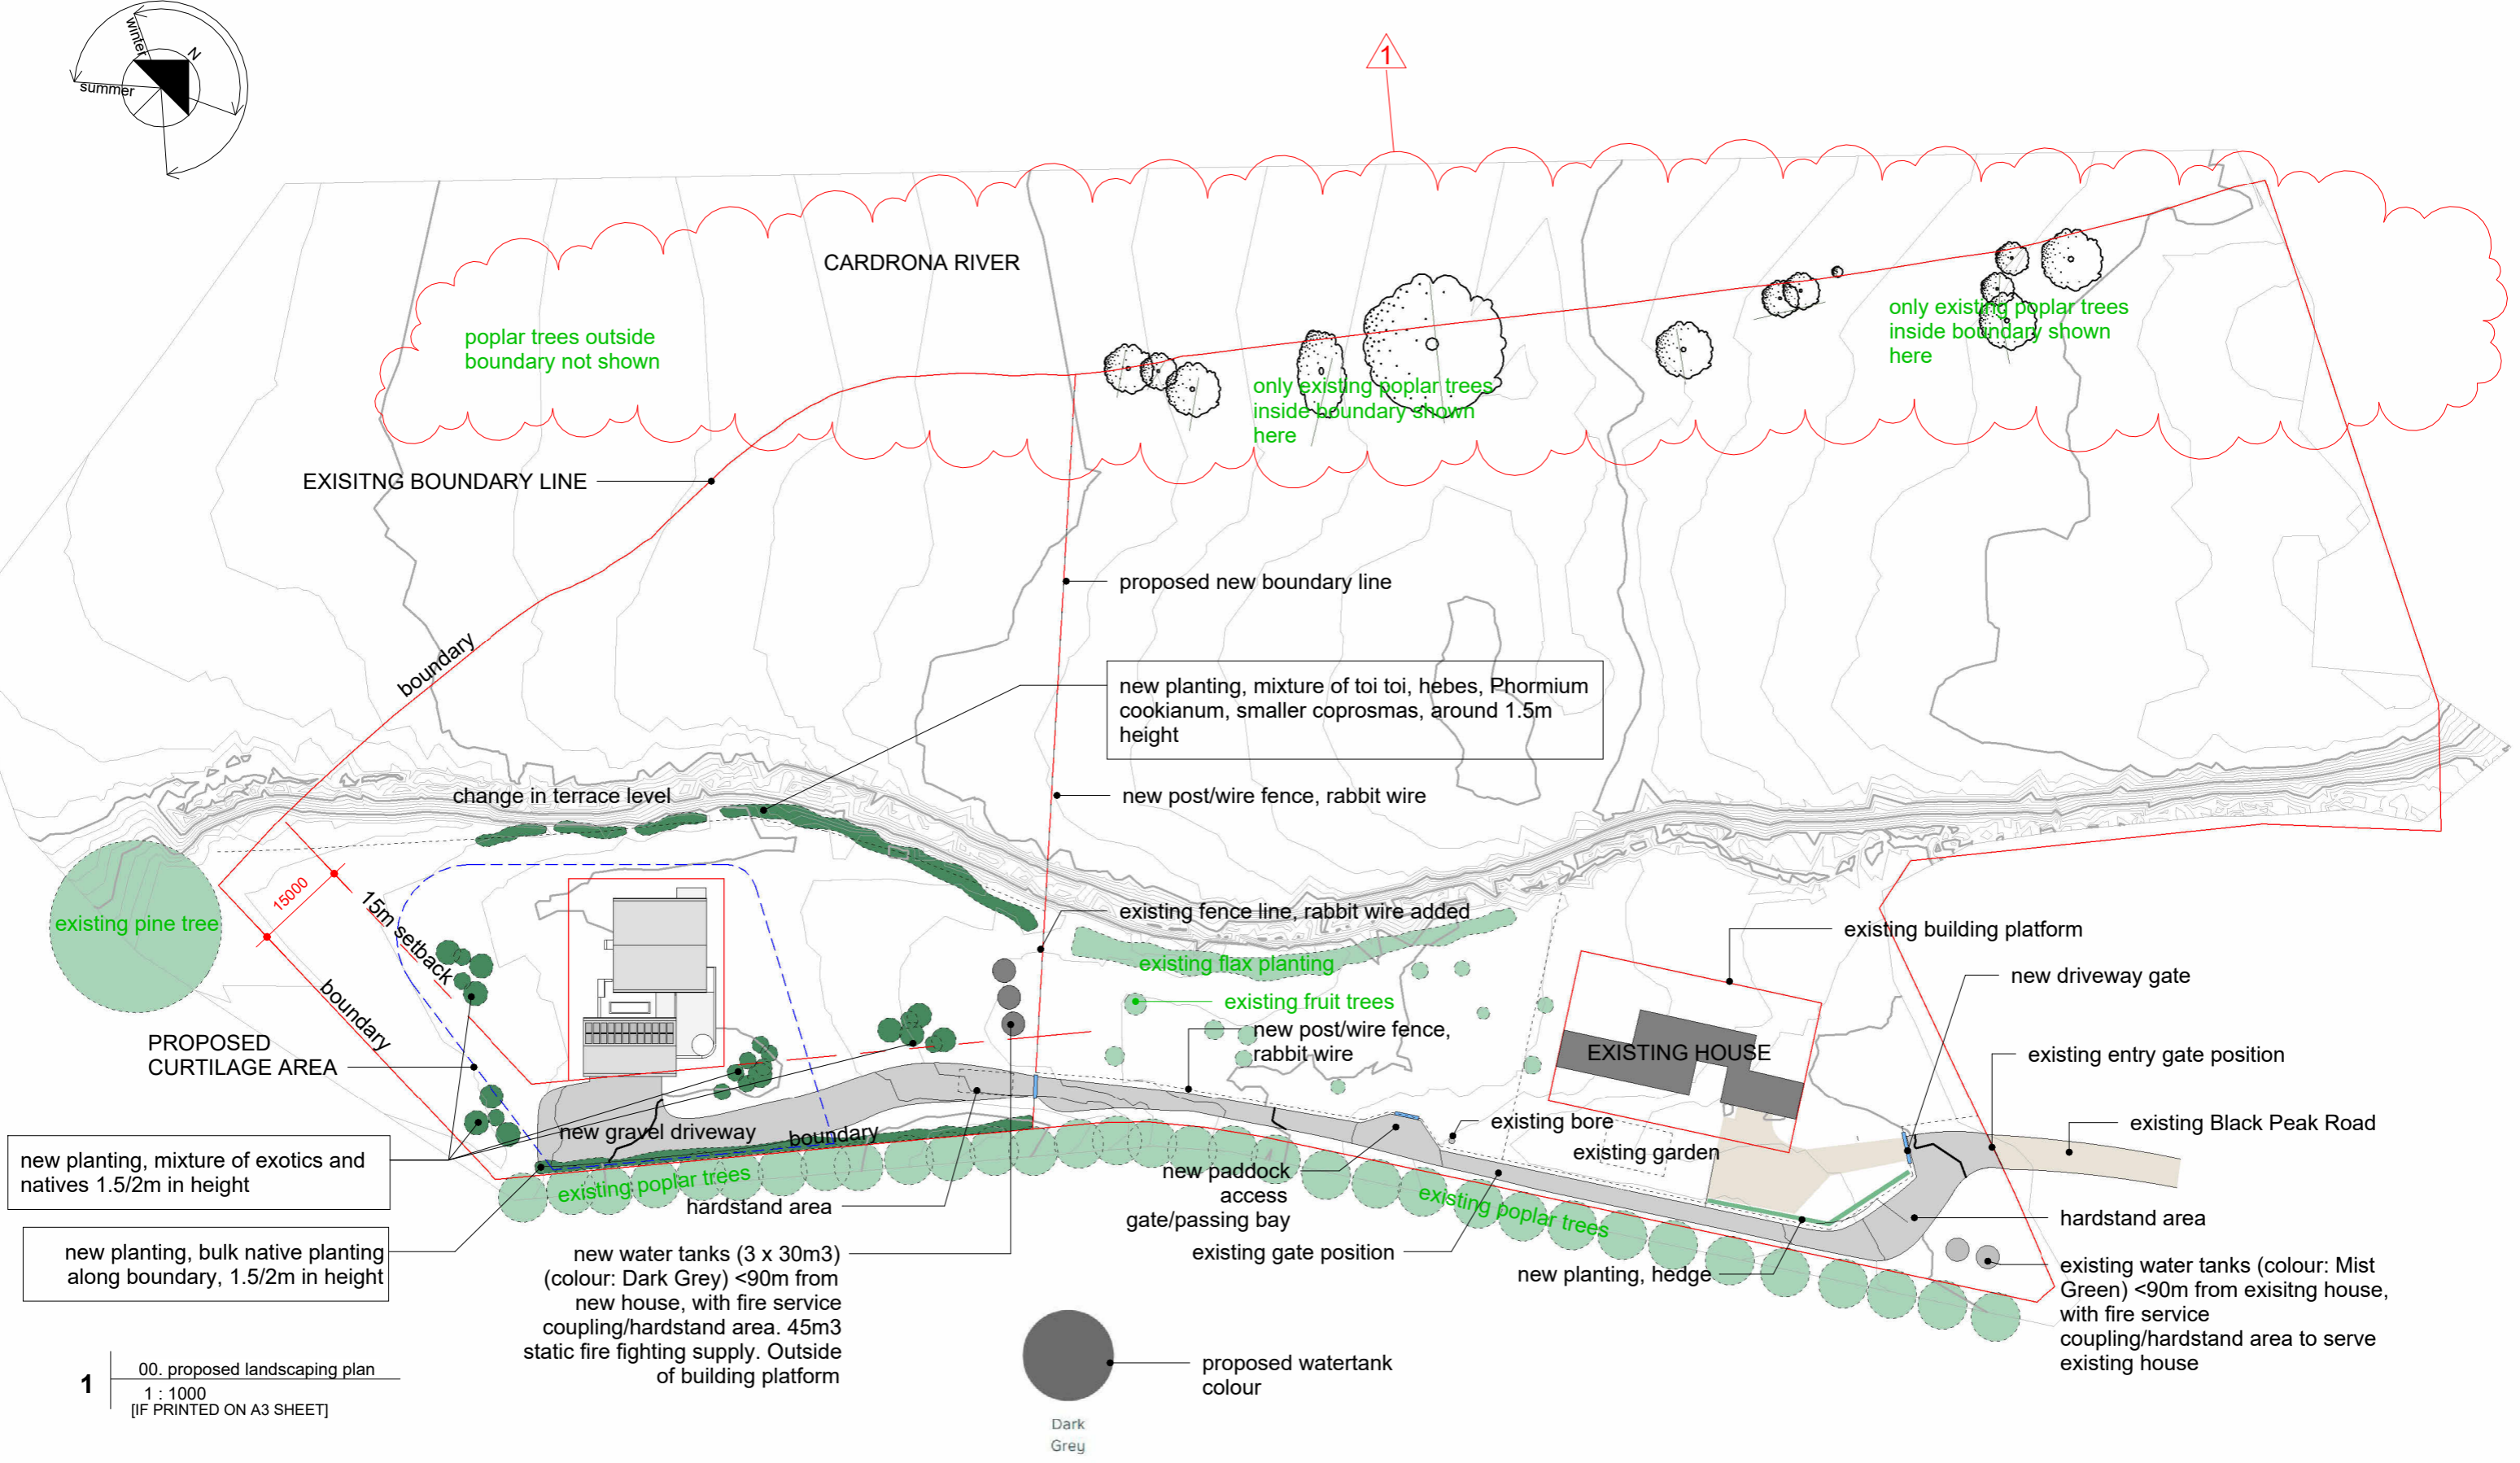 winter
N
summer
1
CARDRONA RIVER
poplar trees outside
boundary not shown
only existing poplar trees
inside boundary shown
here
only existing poplar trees
inside boundary shown
here
EXISITNG BOUNDARY LINE
proposed new boundary line
boundary
new planting, mixture of toi toi, hebes, Phormium
cookianum, smaller coprosmas, around 1.5m
height
change in terrace level
new post/wire fence, rabbit wire
existing pine tree
15000
15m setback
boundary
existing fence line, rabbit wire added
existing flax planting
existing fruit trees
new post/wire fence,
rabbit wire
existing building platform
new driveway gate
EXISTING HOUSE
existing entry gate position
PROPOSED
CURTILAGE AREA
existing bore
existing garden
existing Black Peak Road
new gravel driveway
boundary
new planting, mixture of exotics and
natives 1.5/2m in height
existing poplar trees
hardstand area
new paddock
access
gate/passing bay
existing poplar trees
existing gate position
hardstand area
new planting, bulk native planting
along boundary, 1.5/2m in height
new water tanks (3 x 30m3)
(colour: Dark Grey) <90m from
new house, with fire service
coupling/hardstand area. 45m3
static fire fighting supply. Outside
of building platform
new planting, hedge
existing water tanks (colour: Mist
Green) <90m from exisitng house,
with fire service
coupling/hardstand area to serve
existing house
proposed watertank
colour
Dark
Grey
1
00. proposed landscaping plan
1 : 1000
[IF PRINTED ON A3 SHEET]